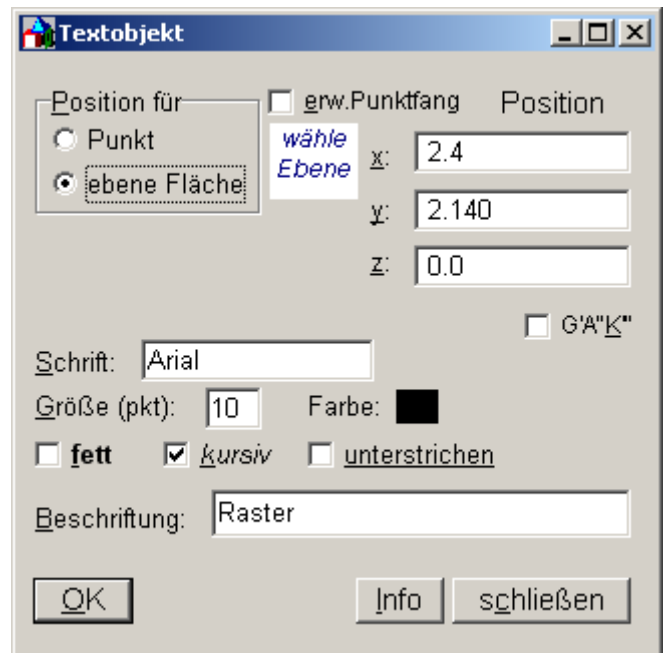 Textobjekt
Position für
erw.Punktfang
Position
Punkt
ebene Fläche
wähle
Ebene
x: 2.4
y: 2.140
z: 0.0
G'A"K'"
Schrift: Arial
Größe (pkt): 10 Farbe:
fett kursiv unterstrichen
Beschriftung: Raster
OK Info schließen